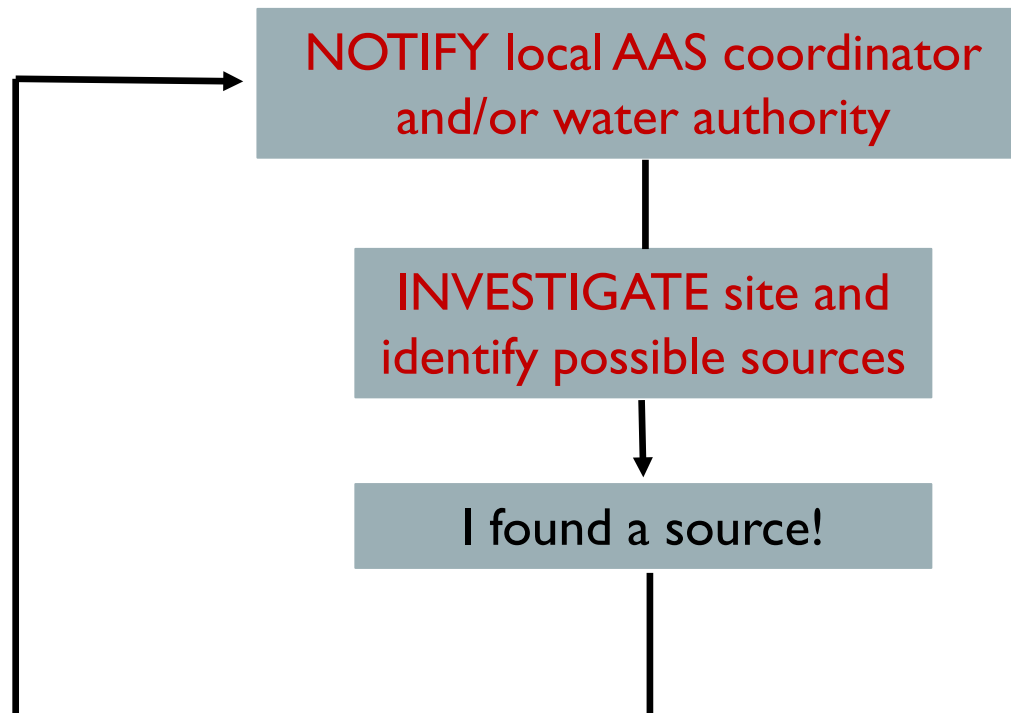 NOTIFY local AAS coordinator
and/or water authority
INVESTIGATE site and
identify possible sources
I found a source!